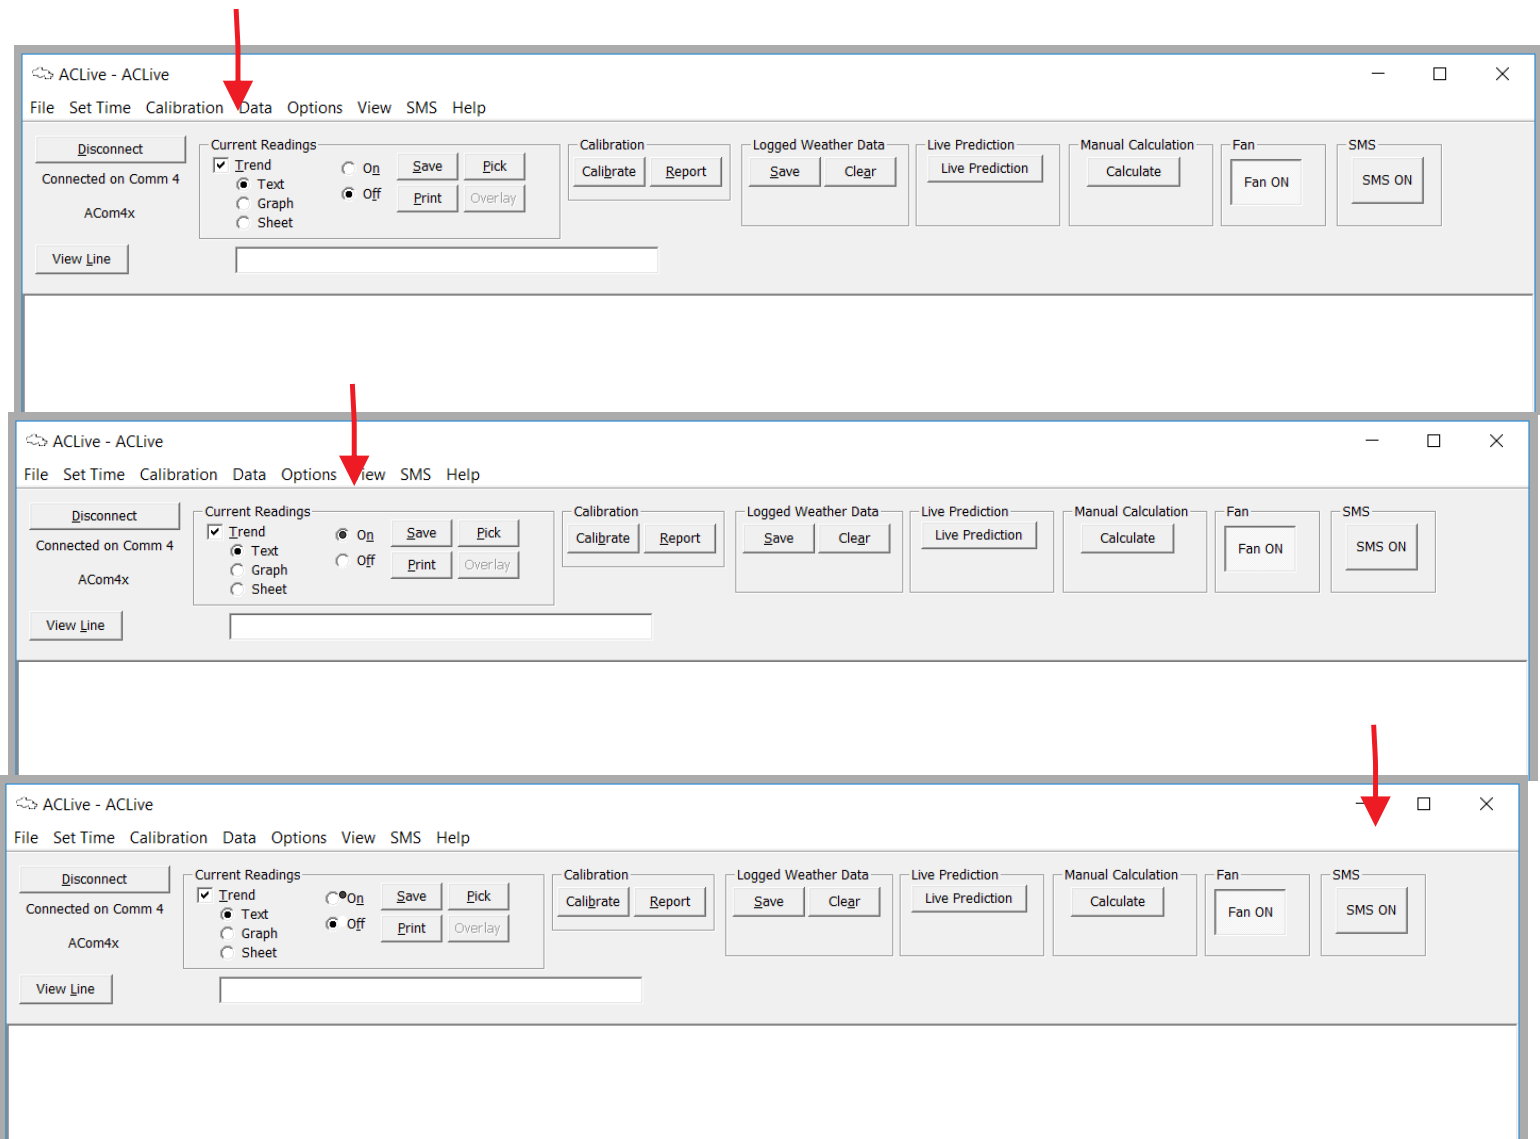 ACLive - ACLive
File Set Time Calibration Data Options View SMS Help
Disconnect
Connected on Comm 4
ACom4x
View Line
Current Readings
Trend
Text
Graph
Sheet
On
Off
Save Pick
Print Overlay
Calibration
Calibrate Report
Logged Weather Data
Save Clear
Live Prediction
Live Prediction
Manual Calculation
Calculate
Fan
Fan ON
SMS
SMS ON
ACLive - ACLive
File Set Time Calibration Data Options View SMS Help
Disconnect
Connected on Comm 4
ACom4x
View Line
Current Readings
Trend
Text
Graph
Sheet
On
Off
Save Pick
Print Overlay
Calibration
Calibrate Report
Logged Weather Data
Save Clear
Live Prediction
Live Prediction
Manual Calculation
Calculate
Fan
Fan ON
SMS
SMS ON
ACLive - ACLive
File Set Time Calibration Data Options View SMS Help
Disconnect
Connected on Comm 4
ACom4x
View Line
Current Readings
Trend
Text
Graph
Sheet
On
Off
Save Pick
Print Overlay
Calibration
Calibrate Report
Logged Weather Data
Save Clear
Live Prediction
Live Prediction
Manual Calculation
Calculate
Fan
Fan ON
SMS
SMS ON